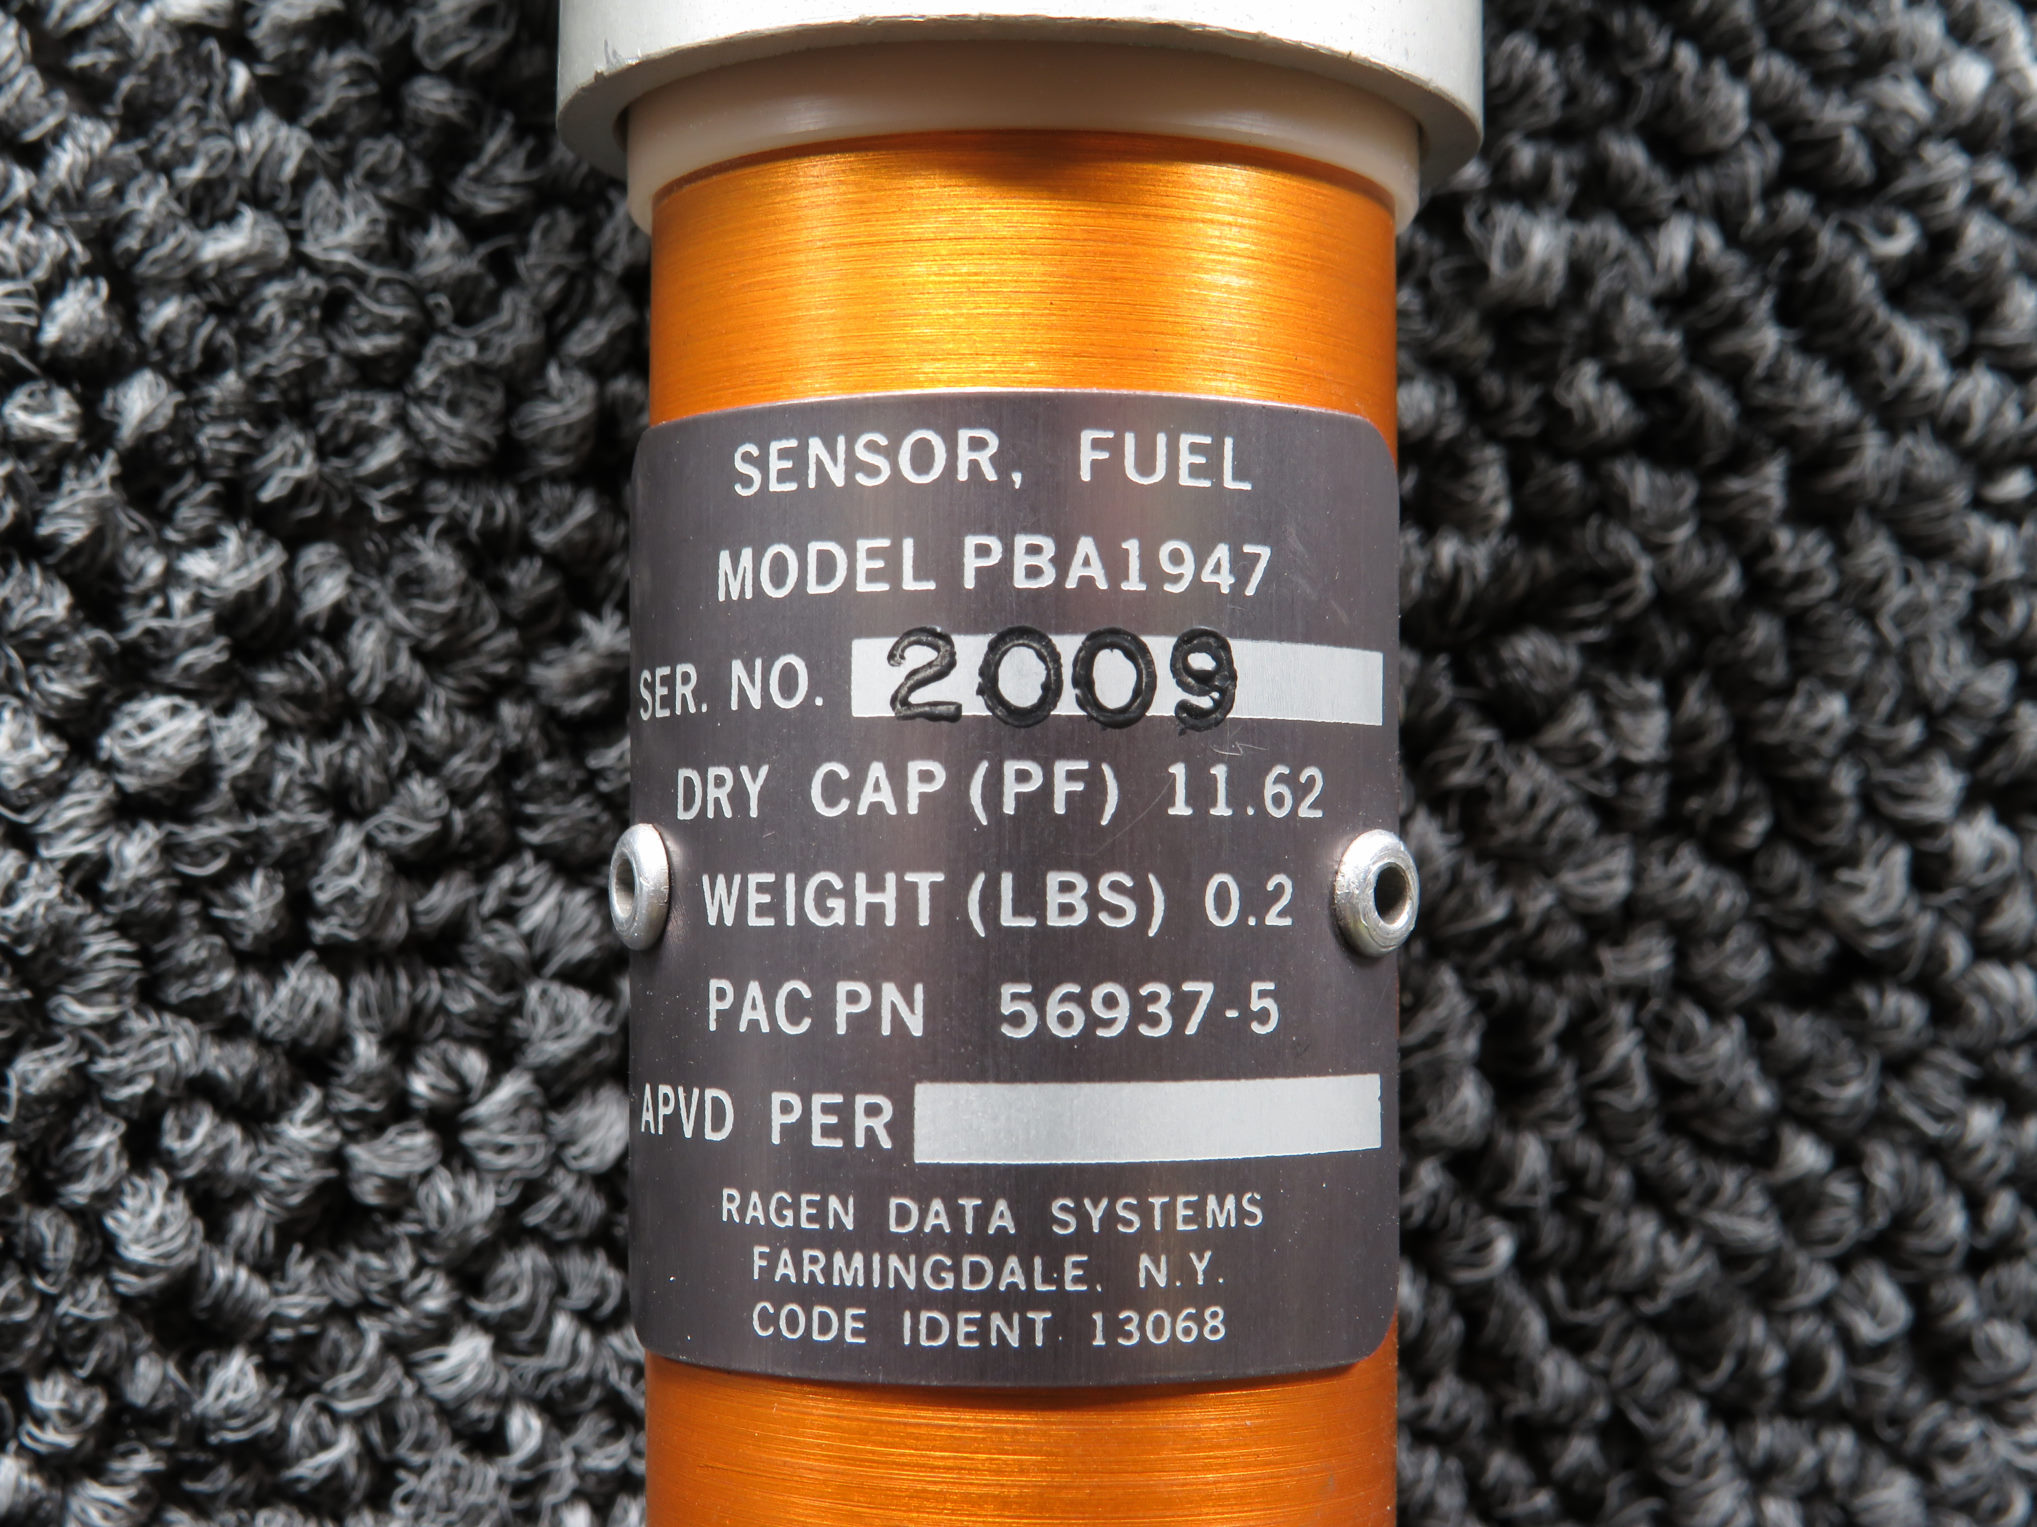 SENSOR, FUEL
MODEL PBA1947
SER. NO. 2009
DRY CAP (PF) 11.62
WEIGHT (LBS) 0.2
PAC PN 56937-5
APVD PER
RAGEN DATA SYSTEMS
FARMINGDALE, N.Y.
CODE IDENT 13068